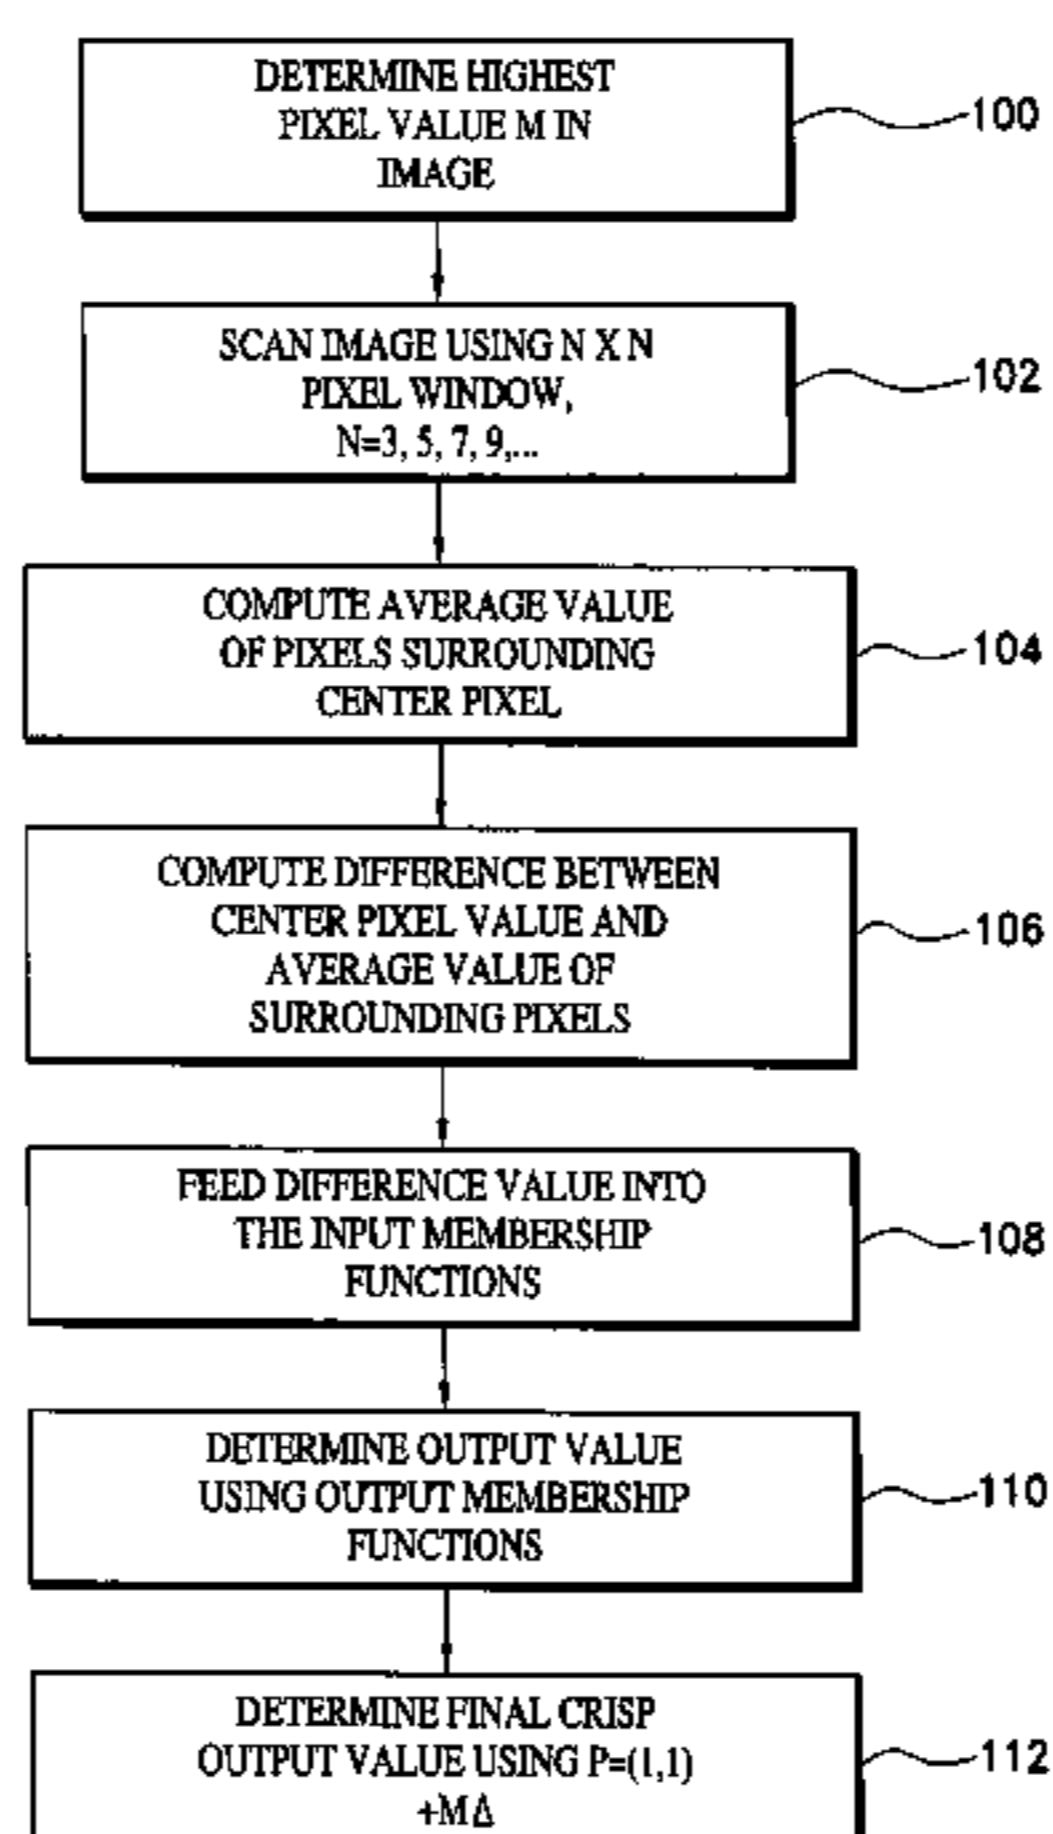 DETERMINE HIGHEST
PIXEL VALUE M IN
IMAGE
100
SCAN IMAGE USING N X N
PIXEL WINDOW,
N=3, 5, 7, 9,...
102
COMPUTE AVERAGE VALUE
OF PIXELS SURROUNDING
CENTER PIXEL
104
COMPUTE DIFFERENCE BETWEEN
CENTER PIXEL VALUE AND
AVERAGE VALUE OF
SURROUNDING PIXELS
106
FEED DIFFERENCE VALUE INTO
THE INPUT MEMBERSHIP
FUNCTIONS
108
DETERMINE OUTPUT VALUE
USING OUTPUT MEMBERSHIP
FUNCTIONS
110
DETERMINE FINAL CRISP
OUTPUT VALUE USING P=(1,1)
+MΔ
112